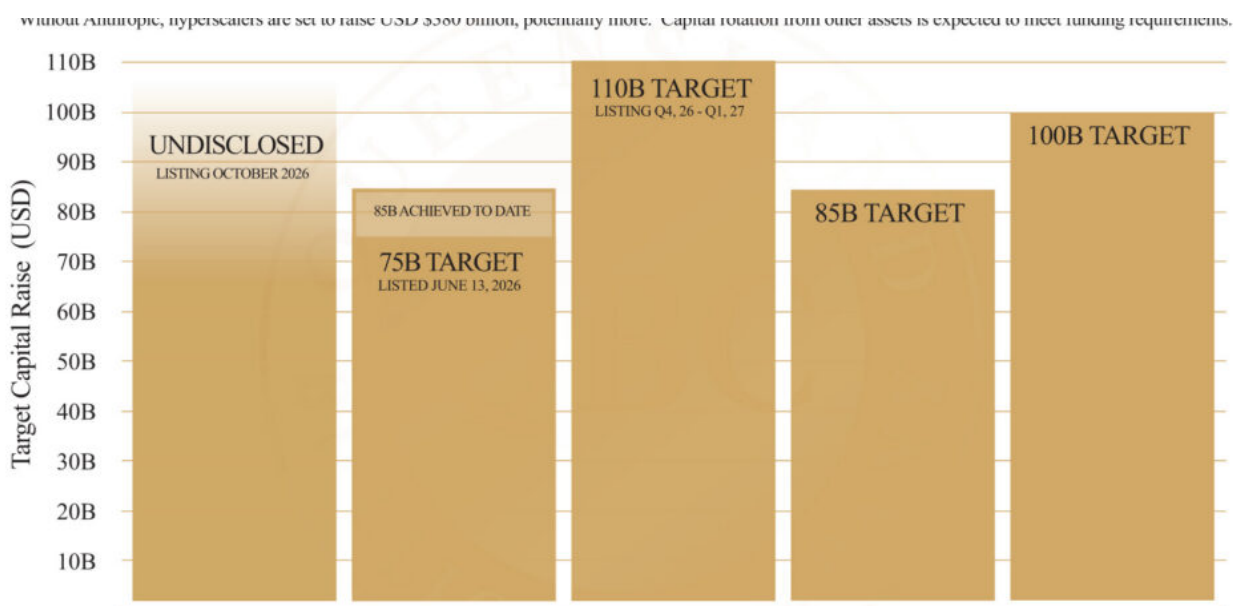 Without Anthropic, hyperscalers are set to raise USD $580 billion, potentially more. Capital rotation from other assets is expected to meet funding requirements.
110B
100B
90B
80B
70B
60B
50B
40B
30B
20B
10B
Target Capital Raise (USD)
UNDISCLOSED
LISTING OCTOBER 2026
85B ACHIEVED TO DATE
75B TARGET
LISTED JUNE 13, 2026
110B TARGET
LISTING Q4, 26 - Q1, 27
85B TARGET
100B TARGET